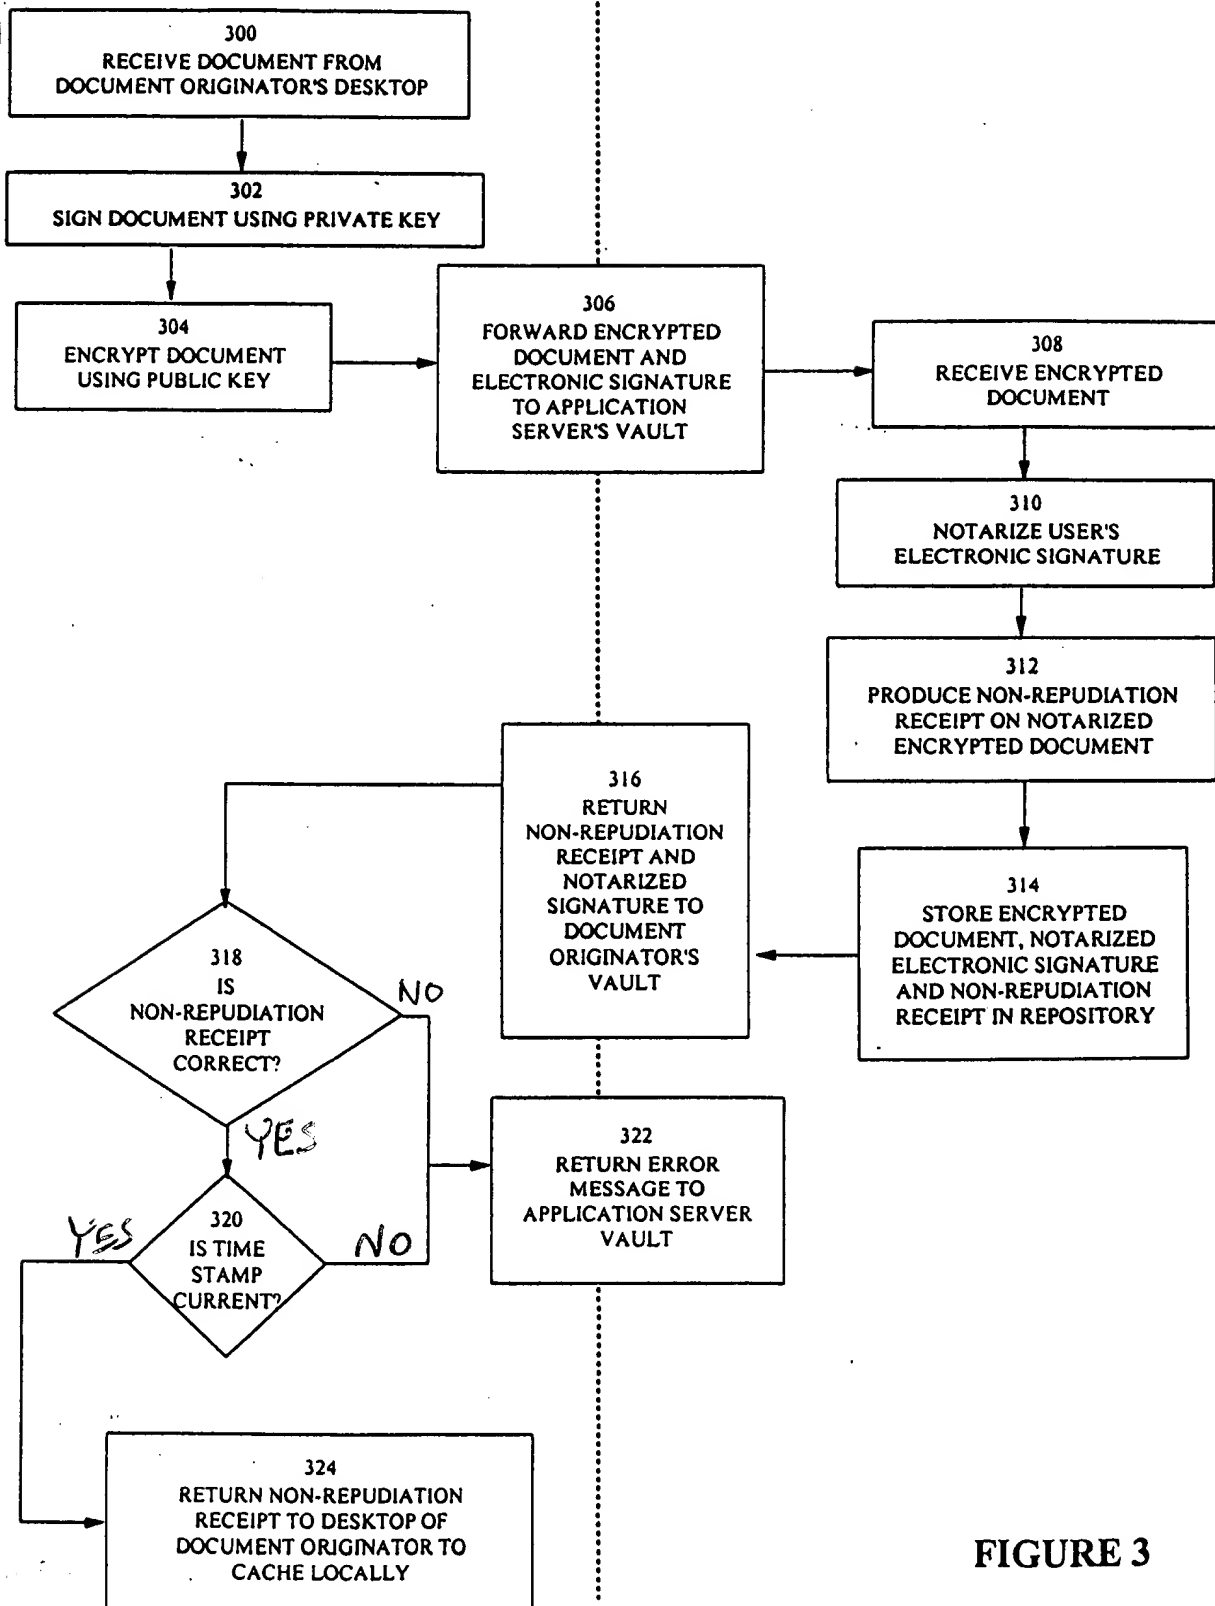 300
RECEIVE DOCUMENT FROM
DOCUMENT ORIGINATOR'S DESKTOP
302
SIGN DOCUMENT USING PRIVATE KEY
304
ENCRYPT DOCUMENT
USING PUBLIC KEY
306
FORWARD ENCRYPTED
DOCUMENT AND
ELECTRONIC SIGNATURE
TO APPLICATION
SERVER'S VAULT
308
RECEIVE ENCRYPTED
DOCUMENT
310
NOTARIZE USER'S
ELECTRONIC SIGNATURE
312
PRODUCE NON-REPUDIATION
RECEIPT ON NOTARIZED
ENCRYPTED DOCUMENT
314
STORE ENCRYPTED
DOCUMENT, NOTARIZED
ELECTRONIC SIGNATURE
AND NON-REPUDIATION
RECEIPT IN REPOSITORY
316
RETURN
NON-REPUDIATION
RECEIPT AND
NOTARIZED
SIGNATURE TO
DOCUMENT
ORIGINATOR'S
VAULT
318
IS
NON-REPUDIATION
RECEIPT
CORRECT?
NO
YES
320
IS TIME
STAMP
CURRENT?
YES
NO
322
RETURN ERROR
MESSAGE TO
APPLICATION SERVER
VAULT
324
RETURN NON-REPUDIATION
RECEIPT TO DESKTOP OF
DOCUMENT ORIGINATOR TO
CACHE LOCALLY
FIGURE 3